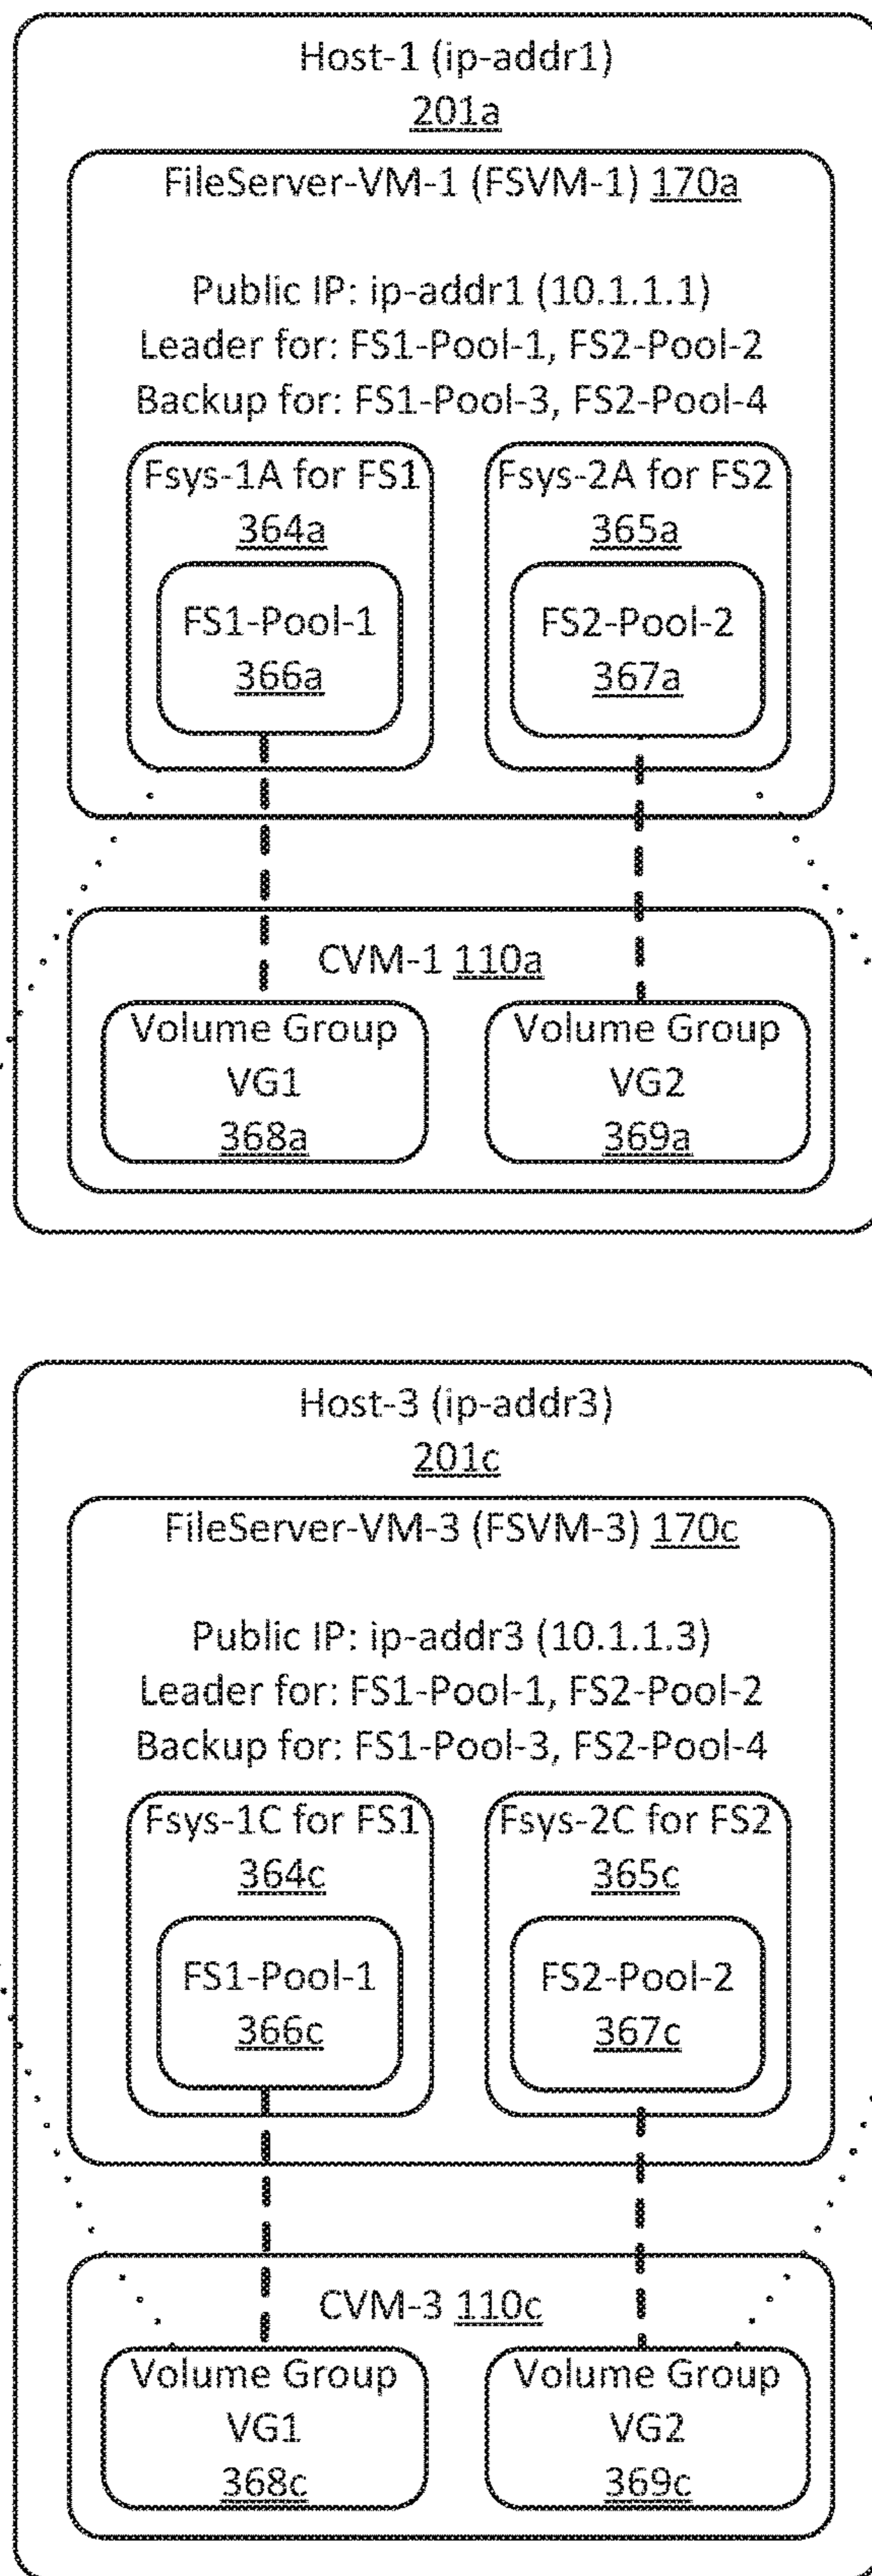 Host-1 (ip-addr1)
201a
FileServer-VM-1 (FSVM-1) 170a
Public IP: ip-addr1 (10.1.1.1)
Leader for: FS1-Pool-1, FS2-Pool-2
Backup for: FS1-Pool-3, FS2-Pool-4
Fsys-1A for FS1
364a
FS1-Pool-1
366a
Fsys-2A for FS2
365a
FS2-Pool-2
367a
CVM-1 110a
Volume Group
VG1
368a
Volume Group
VG2
369a
Host-3 (ip-addr3)
201c
FileServer-VM-3 (FSVM-3) 170c
Public IP: ip-addr3 (10.1.1.3)
Leader for: FS1-Pool-1, FS2-Pool-2
Backup for: FS1-Pool-3, FS2-Pool-4
Fsys-1C for FS1
364c
FS1-Pool-1
366c
Fsys-2C for FS2
365c
FS2-Pool-2
367c
CVM-3 110c
Volume Group
VG1
368c
Volume Group
VG2
369c